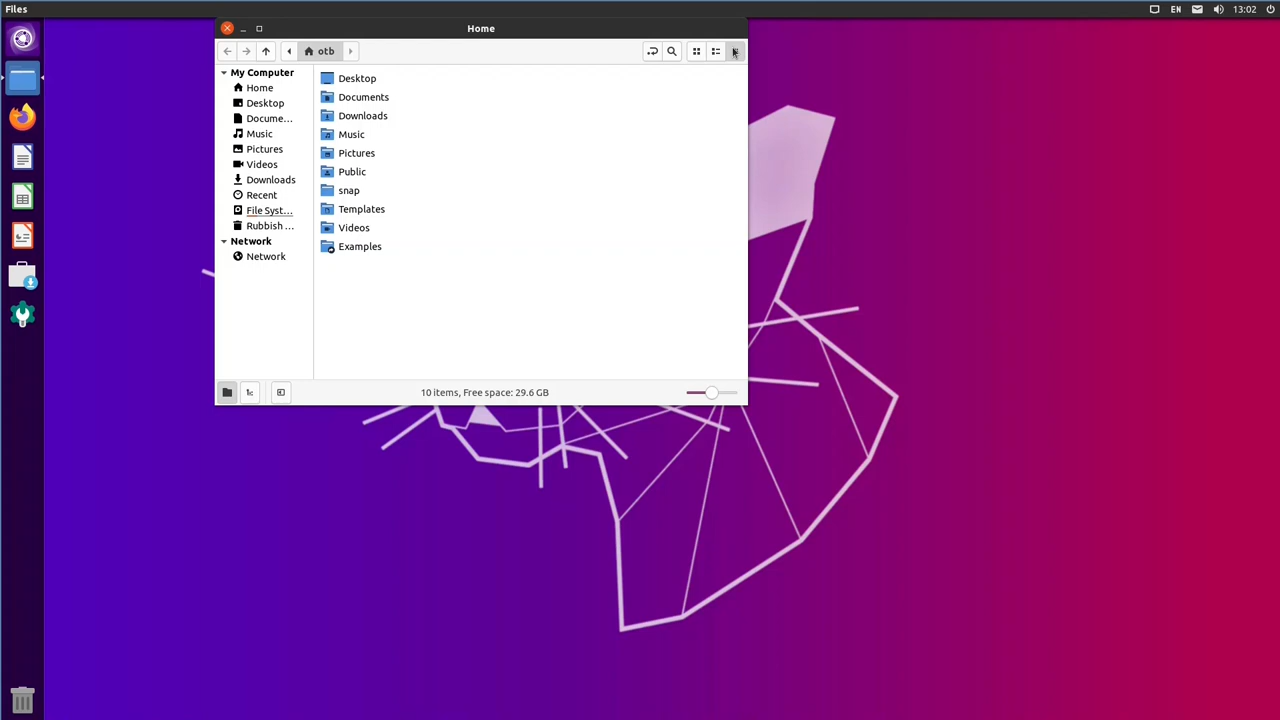 Files
EN
13:02
Home
otb
My Computer
Home
Desktop
Docume...
Music
Pictures
Videos
Downloads
Recent
File Syst...
Rubbish ...
Network
Network
Desktop
Documents
Downloads
Music
Pictures
Public
snap
Templates
Videos
Examples
10 items, Free space: 29.6 GB